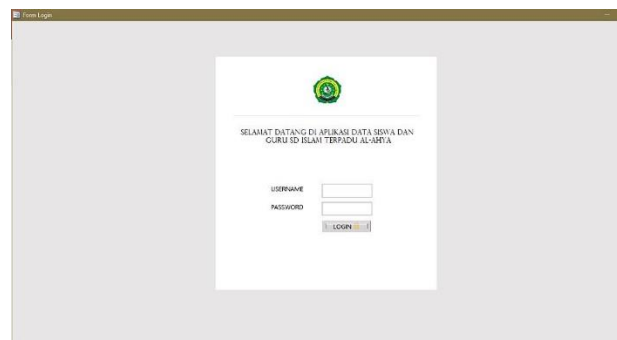 Form Login
SELAMAT DATANG DI APLIKASI DATA SISWA DAN
GURU SD ISLAM TERPADU AL-AHYA
USERNAME
PASSWORD
LOGIN